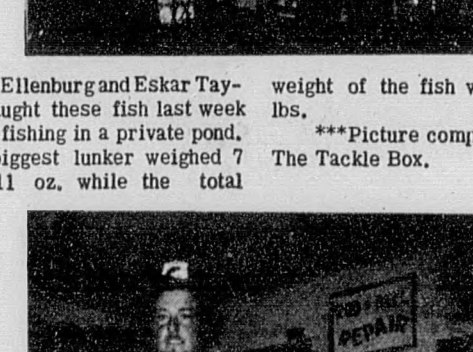 Ellenburg and Eskar Tay-
ught these fish last week
fishing in a private pond.
iggest lunker weighed 7
11 oz. while the total
weight of the fish w
lbs.
***Picture comp
The Tackle Box.
REPAIR